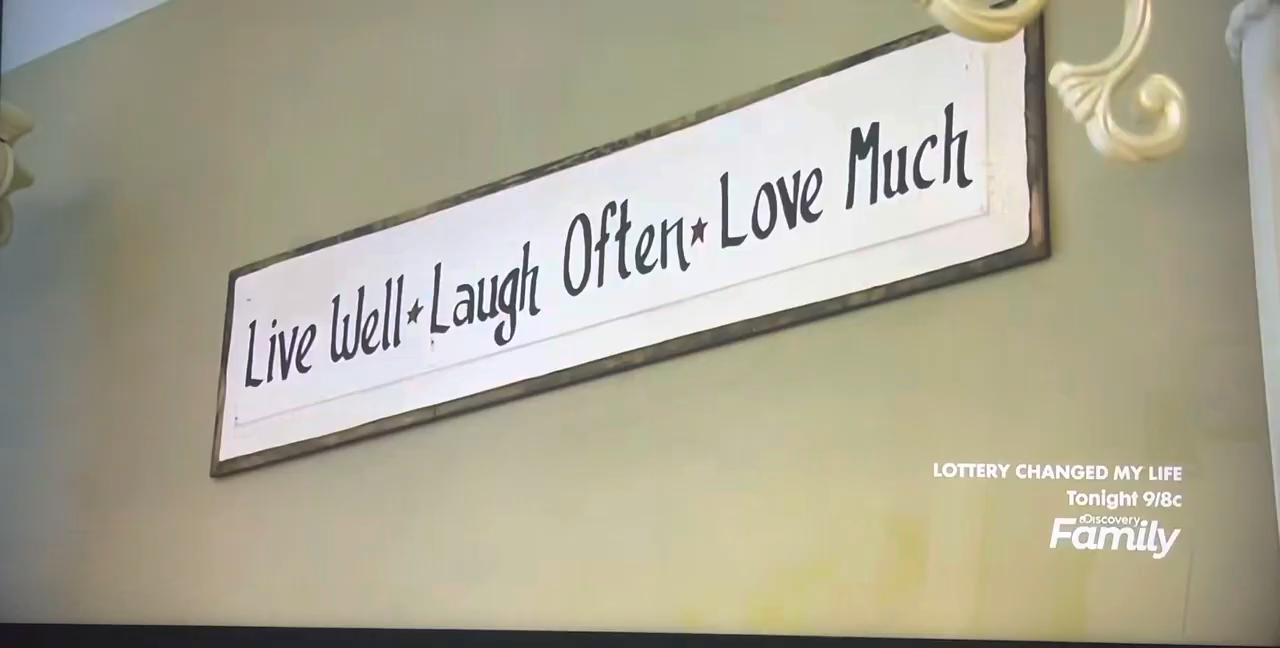 Live Well★Laugh Often★Love Much
LOTTERY CHANGED MY LIFE
Tonight 9/8c
Discovery
Family